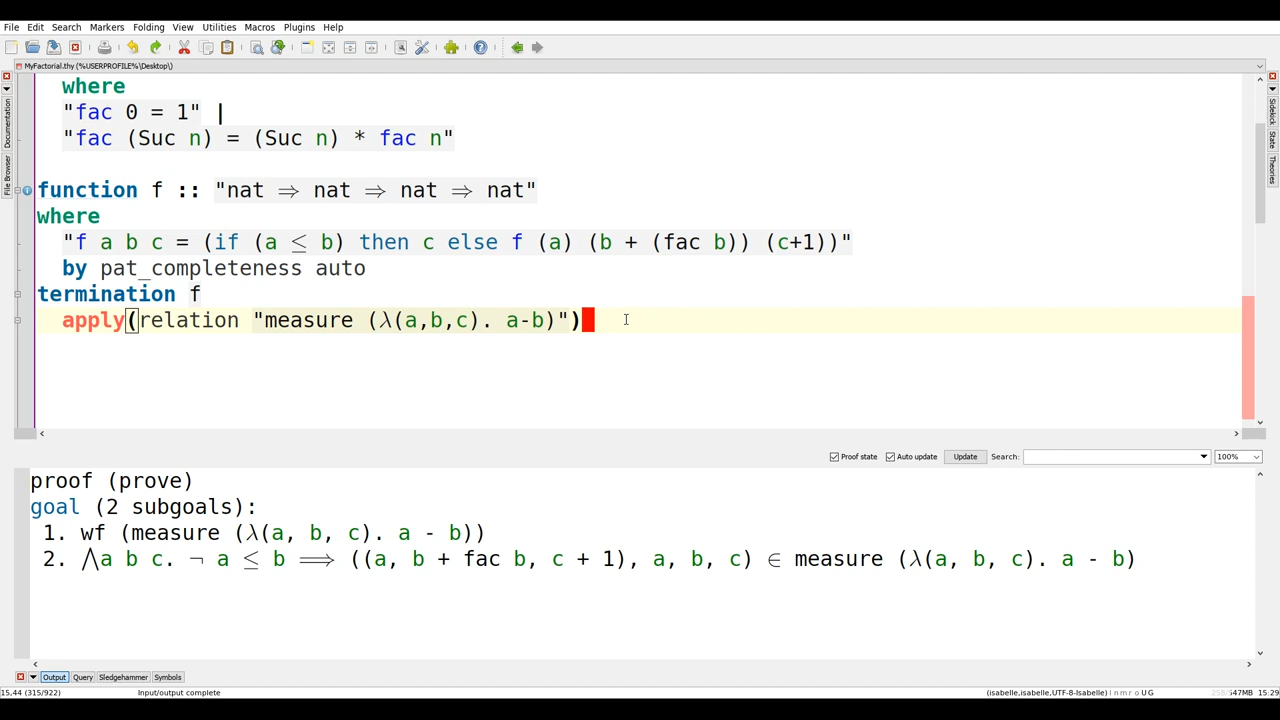 File Edit Search Markers Folding View Utilities Macros Plugins Help
MyFactorial.thy (%USERPROFILE%\Desktop\)
where
"fac 0 = 1" |
"fac (Suc n) = (Suc n) * fac n"
function f :: "nat ⇒ nat ⇒ nat ⇒ nat"
where
"f a b c = (if (a ≤ b) then c else f (a) (b + (fac b)) (c+1))"
by pat_completeness auto
termination f
apply(relation "measure (λ(a,b,c). a-b)")
Documentation
File Browser
Sidekick
State
Theories
Proof state Auto update Update Search: 100%
proof (prove)
goal (2 subgoals):
1. wf (measure (λ(a, b, c). a - b))
2. ⋀a b c. ¬ a ≤ b ⟹ ((a, b + fac b, c + 1), a, b, c) ∈ measure (λ(a, b, c). a - b)
Output Query Sledgehammer Symbols
15,44 (315/922) Input/output complete (isabelle,isabelle,UTF-8-Isabelle) l n m r o U G 547MB 15:29